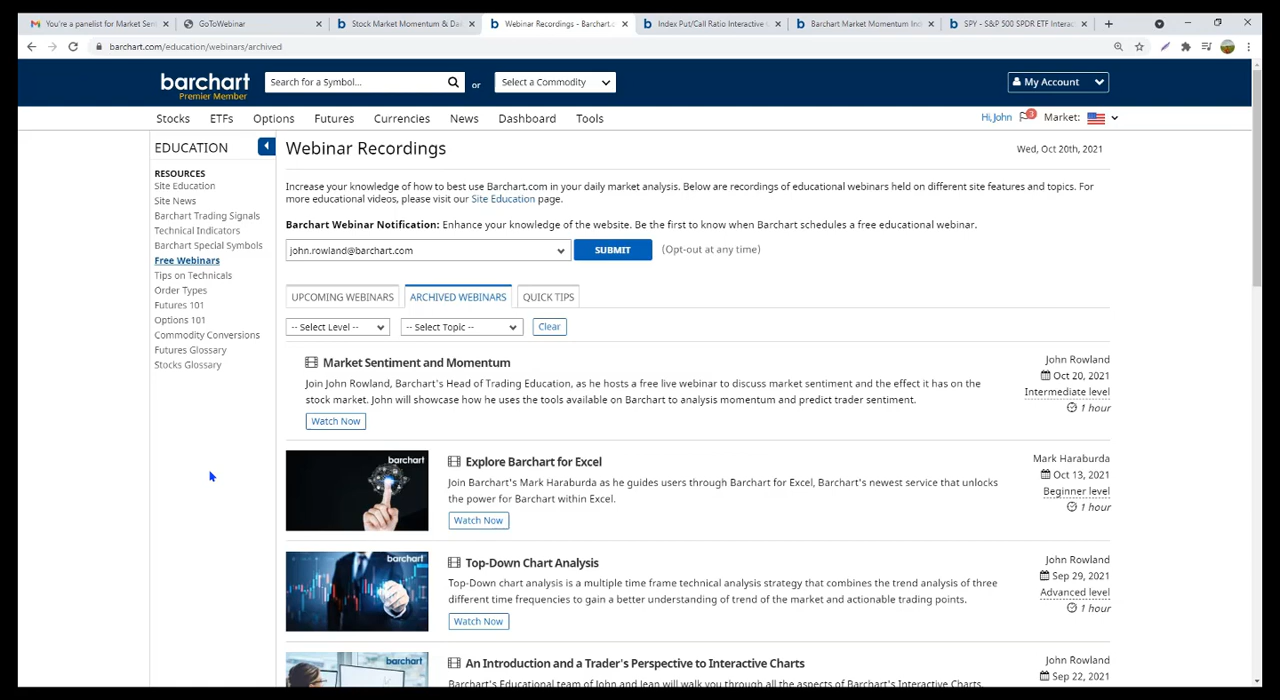 You're a panelist for Market Sen
GoToWebinar
Stock Market Momentum & Dai
Webinar Recordings - Barchart.c
Index Put/Call Ratio Interactive
Barchart Market Momentum Ind
SPY - S&P 500 SPDR ETF Interac
barchart.com/education/webinars/archived
barchart
Premier Member
Search for a Symbol...
or
Select a Commodity
My Account
Stocks ETFs Options Futures Currencies News Dashboard Tools
Hi, John 3 Market:
EDUCATION
RESOURCES
Site Education
Site News
Barchart Trading Signals
Technical Indicators
Barchart Special Symbols
Free Webinars
Tips on Technicals
Order Types
Futures 101
Options 101
Commodity Conversions
Futures Glossary
Stocks Glossary
Webinar Recordings
Wed, Oct 20th, 2021
Increase your knowledge of how to best use Barchart.com in your daily market analysis. Below are recordings of educational webinars held on different site features and topics. For
more educational videos, please visit our Site Education page.
Barchart Webinar Notification: Enhance your knowledge of the website. Be the first to know when Barchart schedules a free educational webinar.
john.rowland@barchart.com
SUBMIT
(Opt-out at any time)
UPCOMING WEBINARS ARCHIVED WEBINARS QUICK TIPS
-- Select Level -- -- Select Topic -- Clear
Market Sentiment and Momentum
Join John Rowland, Barchart's Head of Trading Education, as he hosts a free live webinar to discuss market sentiment and the effect it has on the
stock market. John will showcase how he uses the tools available on Barchart to analysis momentum and predict trader sentiment.
Watch Now
John Rowland
Oct 20, 2021
Intermediate level
1 hour
barchart
Explore Barchart for Excel
Join Barchart's Mark Haraburda as he guides users through Barchart for Excel, Barchart's newest service that unlocks
the power for Barchart within Excel.
Watch Now
Mark Haraburda
Oct 13, 2021
Beginner level
1 hour
barchart
Top-Down Chart Analysis
Top-Down chart analysis is a multiple time frame technical analysis strategy that combines the trend analysis of three
different time frequencies to gain a better understanding of trend of the market and actionable trading points.
Watch Now
John Rowland
Sep 29, 2021
Advanced level
1 hour
barchart
An Introduction and a Trader's Perspective to Interactive Charts
Barchart's Educational team of John and Jean will walk you through all the aspects of Barchart's Interactive Charts.
John Rowland
Sep 22, 2021